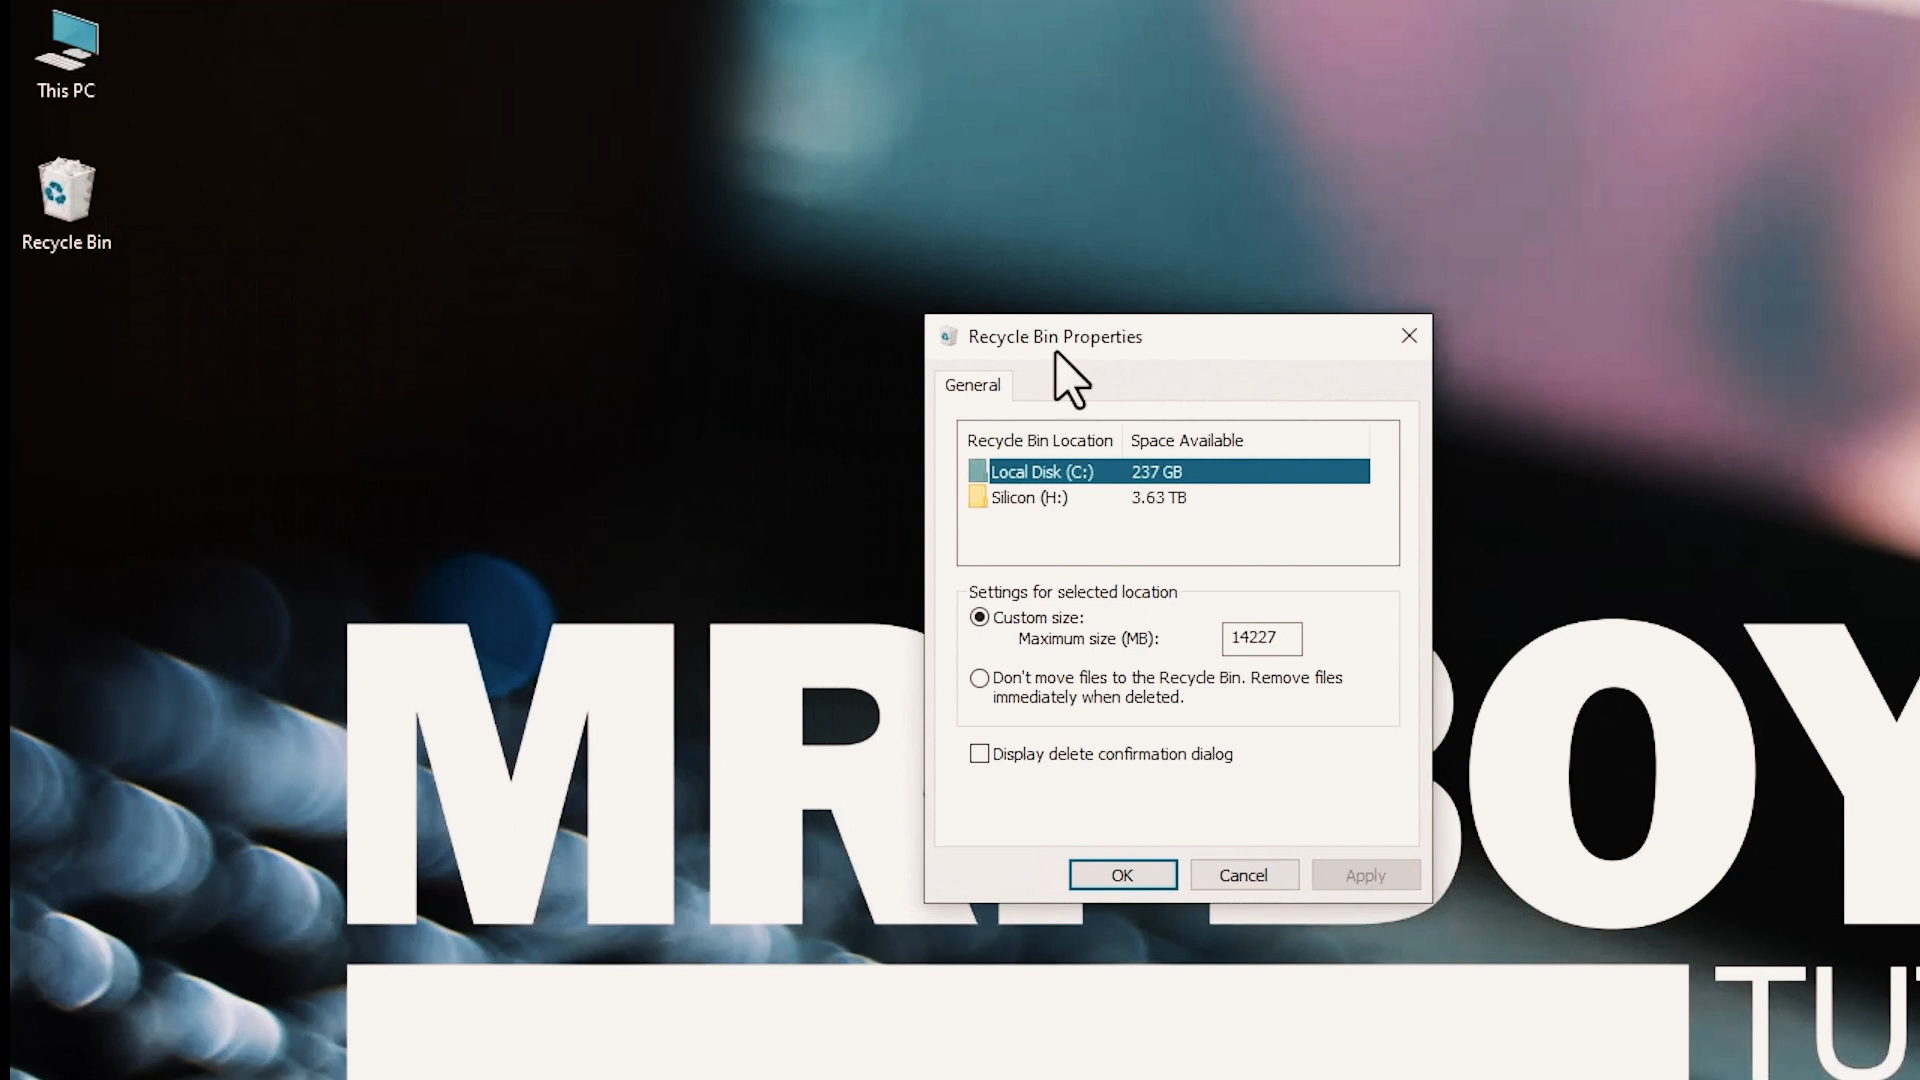 This PC
Recycle Bin
Recycle Bin Properties
General
Recycle Bin Location Space Available
Local Disk (C:) 237 GB
Silicon (H:) 3.63 TB
Settings for selected location
Custom size:
Maximum size (MB): 14227
Don't move files to the Recycle Bin. Remove files
immediately when deleted.
Display delete confirmation dialog
OK Cancel Apply